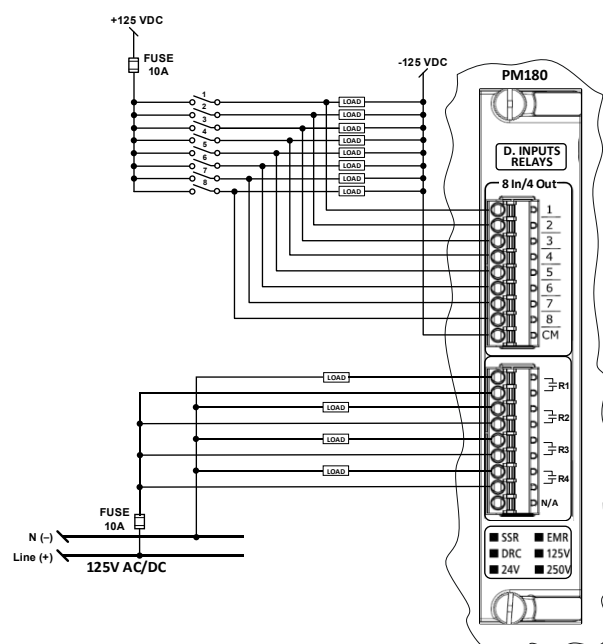 +125 VDC
FUSE
10A
-125 VDC
PM180
1
LOAD
2
LOAD
3
LOAD
4
LOAD
5
LOAD
6
LOAD
7
LOAD
8
LOAD
D. INPUTS
RELAYS
8 In/4 Out
1
2
3
4
5
6
7
8
CM
LOAD
R1
LOAD
R2
LOAD
R3
LOAD
R4
N/A
FUSE
10A
N (–)
Line (+)
125V AC/DC
SSR EMR
DRC 125V
24V 250V